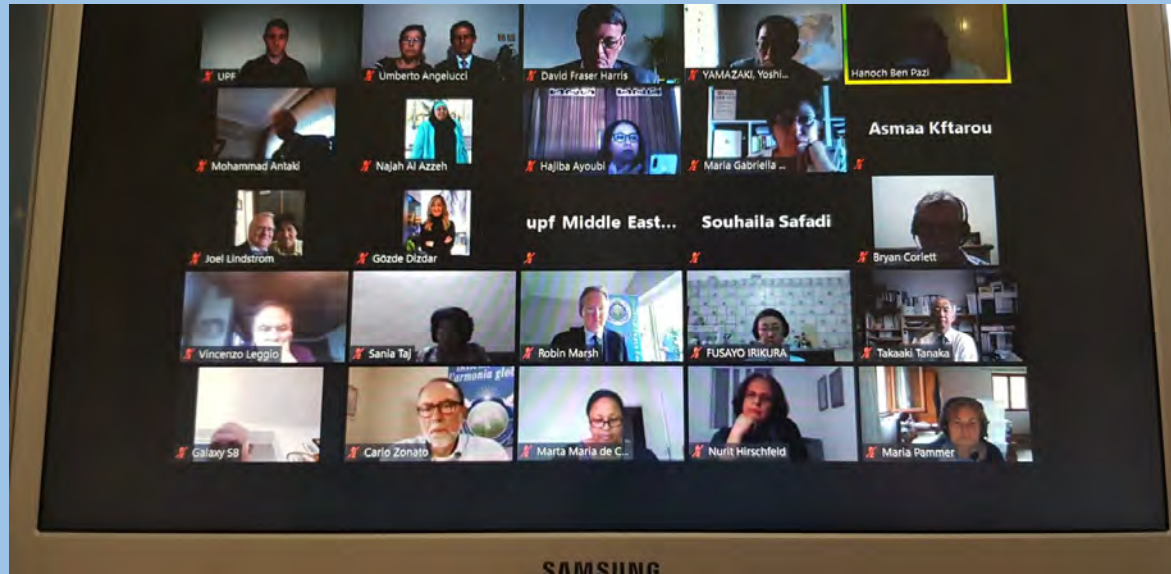 UPF
Umberto Angelucci
David Fraser Harris
YAMAZAKI, Yoshi...
Hanoch Ben Pazi
Mohammad Antaki
Najah Al Azzeh
Hajiba Ayoubi
Maria Gabriella ...
Asmaa Kftarou
Joel Lindstrom
Gözde Dizdar
upf Middle East...
Souhaila Safadi
Bryan Corlett
Vincenzo Leggio
Sania Taj
Robin Marsh
FUSAYO IRIKURA
Takaaki Tanaka
Galaxy S8
l'armonia glo
Carlo Zonato
Marta Maria de C...
Nurit Hirschfeld
Maria Pammer
SAMSUNG